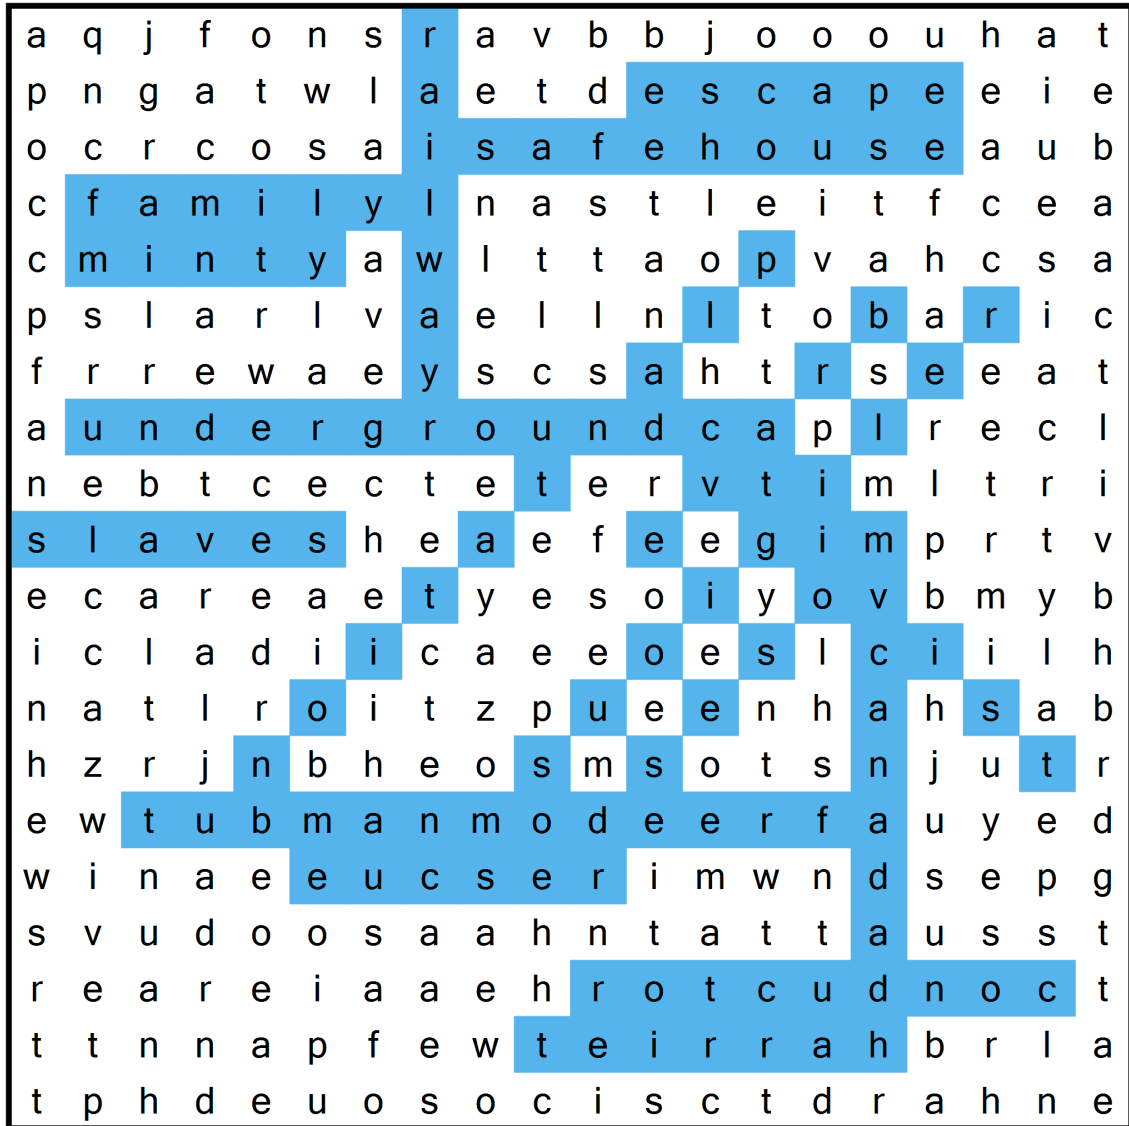 a q j f o n s r a v b b j o o o u h a t
p n g a t w l a e t d e s c a p e e i e
o c r c o s a i s a f e h o u s e a u b
c f a m i l y l n a s t l e i t f c e a
c m i n t y a w l t t a o p v a h c s a
p s l a r l v a e l l n l t o b a r i c
f r r e w a e y s c s a h t r s e e a t
a u n d e r g r o u n d c a p l r e c l
n e b t c e c t e t e r v t i m l t r i
s l a v e s h e a e f e e g i m p r t v
e c a r e a e t y e s o i y o v b m y b
i c l a d i i c a e e o e s l c i i l h
n a t l r o i t z p u e e n h a h s a b
h z r j n b h e o s m s o t s n j u t r
e w t u b m a n m o d e e r f a u y e d
w i n a e e u c s e r i m w n d s e p g
s v u d o o s a a h n t a t t a u s s t
r e a r e i a a e h r o t c u d n o c t
t t n n a p f e w t e i r r a h b r l a
t p h d e u o s o c i s c t d r a h n e